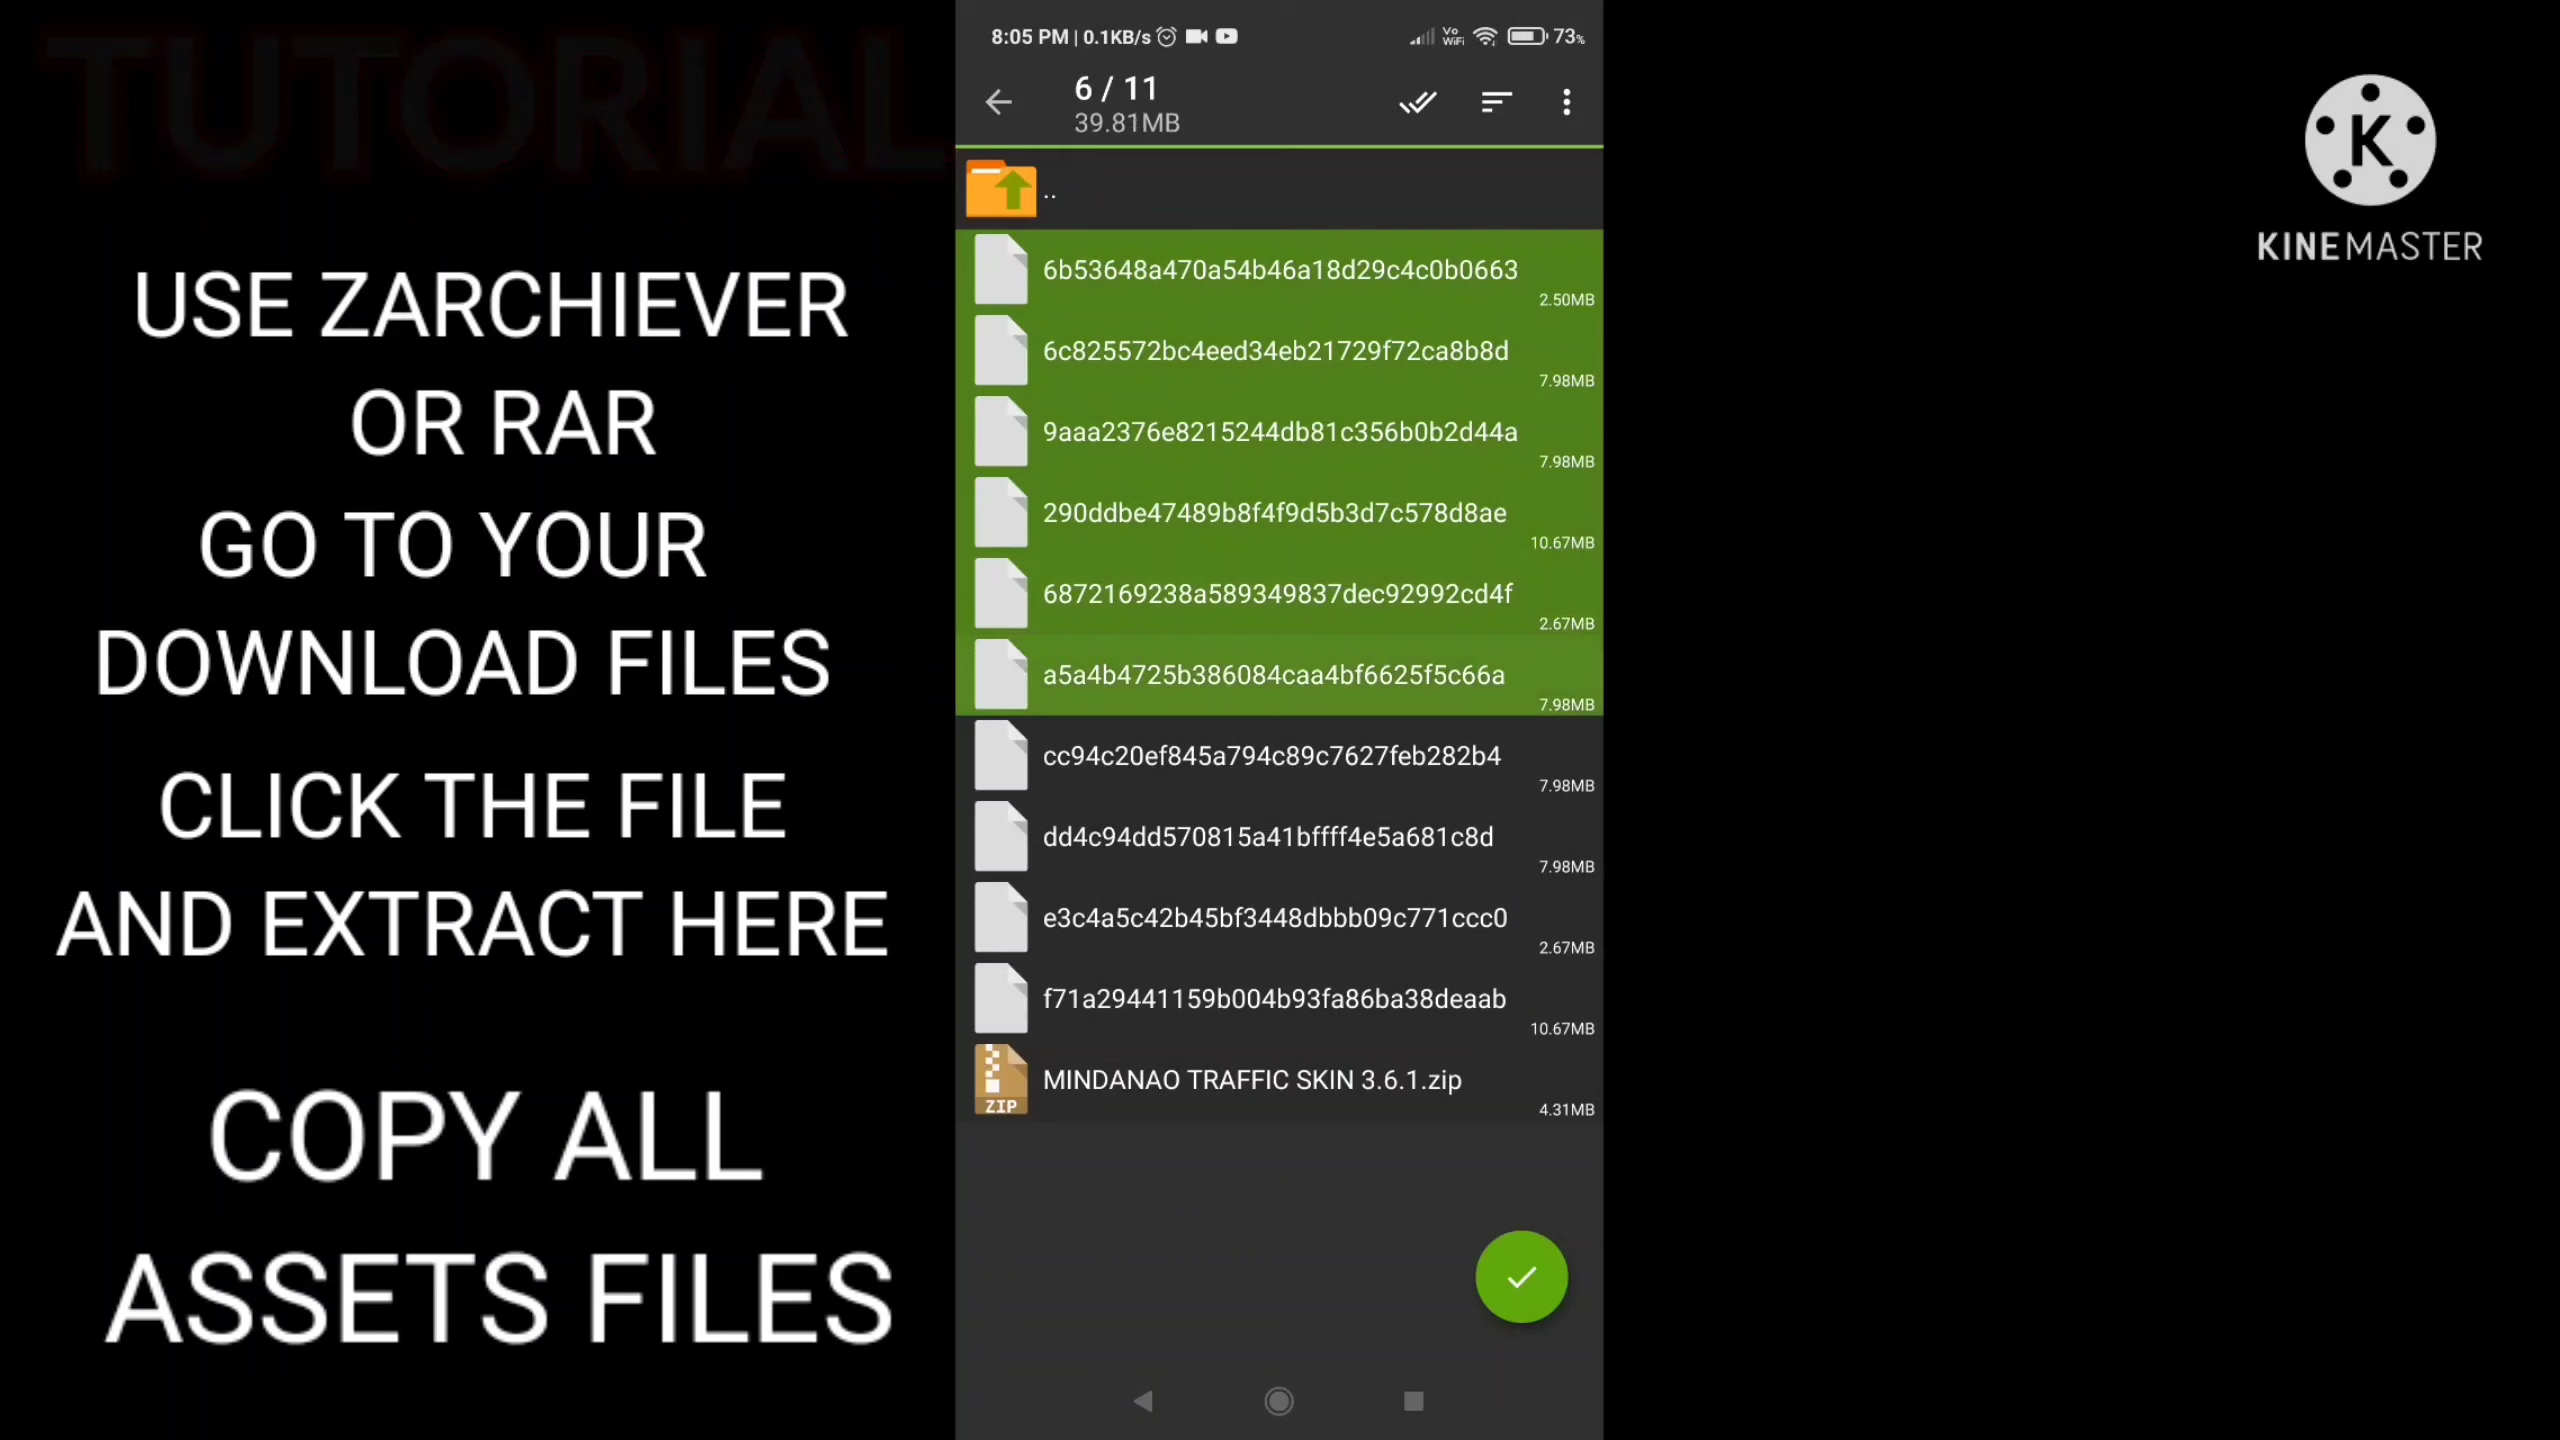 TUTORIAL
USE ZARCHIEVER
OR RAR
GO TO YOUR
DOWNLOAD FILES
CLICK THE FILE
AND EXTRACT HERE
COPY ALL
ASSETS FILES
8:05 PM | 0.1KB/s
Vo WiFi 73%
6 / 11
39.81MB
..
6b53648a470a54b46a18d29c4c0b0663
2.50MB
6c825572bc4eed34eb21729f72ca8b8d
7.98MB
9aaa2376e8215244db81c356b0b2d44a
7.98MB
290ddbe47489b8f4f9d5b3d7c578d8ae
10.67MB
6872169238a589349837dec92992cd4f
2.67MB
a5a4b4725b386084caa4bf6625f5c66a
7.98MB
cc94c20ef845a794c89c7627feb282b4
7.98MB
dd4c94dd570815a41bffff4e5a681c8d
7.98MB
e3c4a5c42b45bf3448dbbb09c771ccc0
2.67MB
f71a29441159b004b93fa86ba38deaab
10.67MB
ZIP
MINDANAO TRAFFIC SKIN 3.6.1.zip
4.31MB
K
KINEMASTER